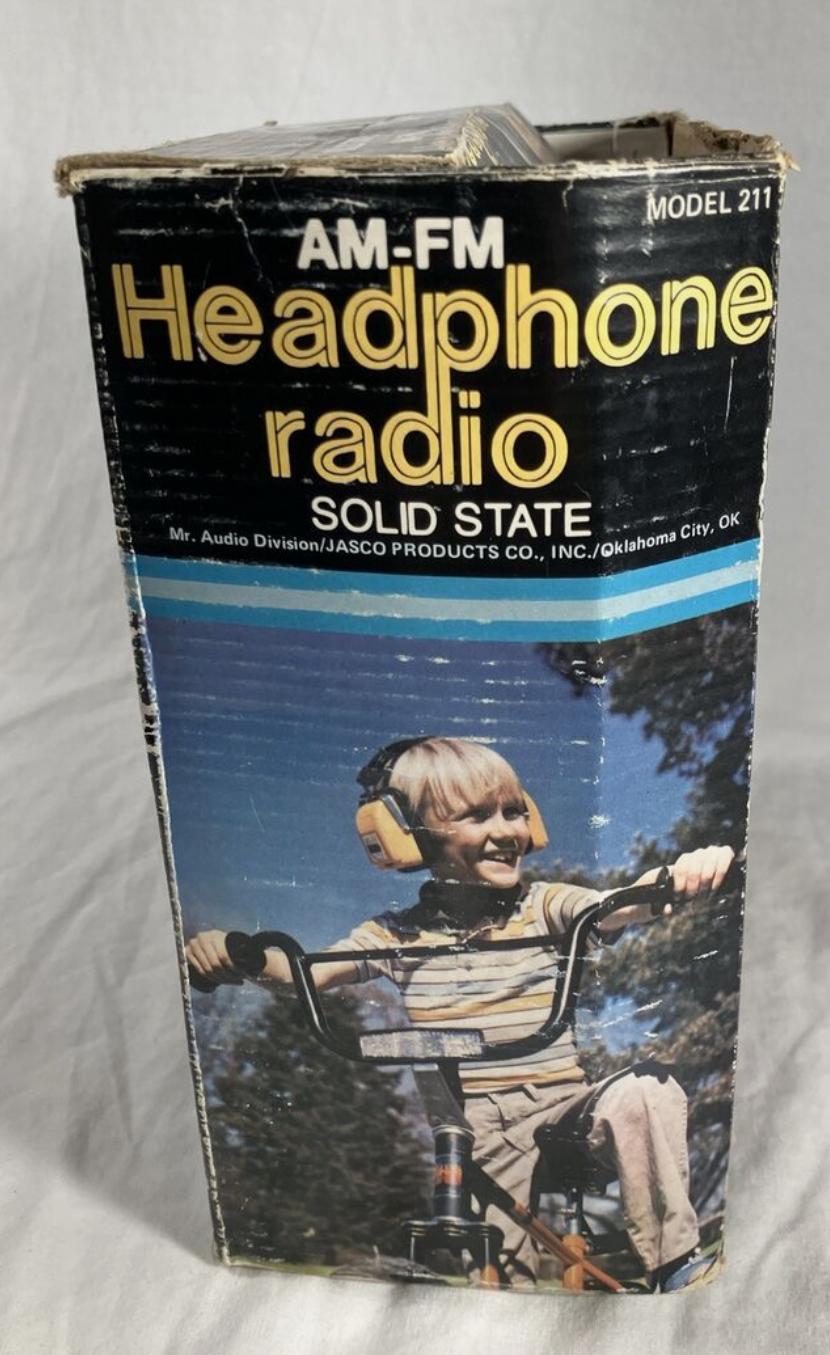 MODEL 211
AM-FM
Headphone
radio
SOLID STATE
Mr. Audio Division/JASCO PRODUCTS CO., INC./Oklahoma City, OK